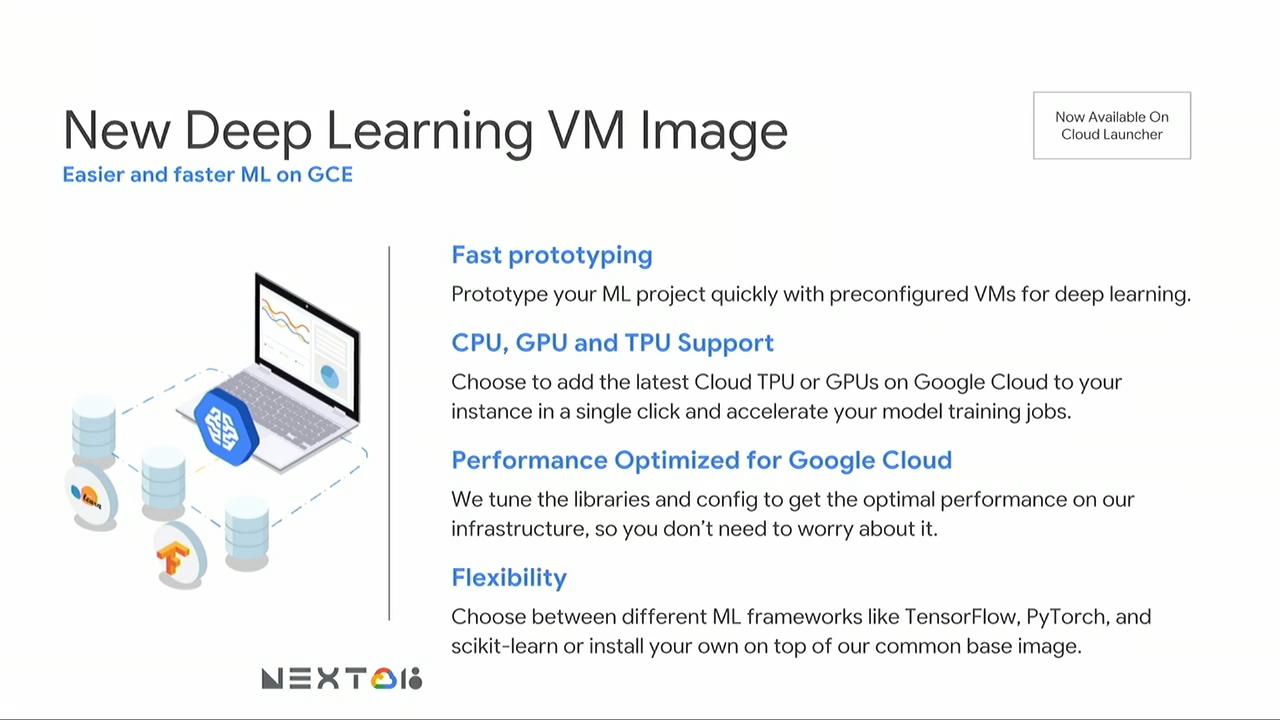 New Deep Learning VM Image
Easier and faster ML on GCE
Now Available On
Cloud Launcher
Fast prototyping
Prototype your ML project quickly with preconfigured VMs for deep learning.
CPU, GPU and TPU Support
Choose to add the latest Cloud TPU or GPUs on Google Cloud to your
instance in a single click and accelerate your model training jobs.
Performance Optimized for Google Cloud
We tune the libraries and config to get the optimal performance on our
infrastructure, so you don’t need to worry about it.
Flexibility
Choose between different ML frameworks like TensorFlow, PyTorch, and
scikit-learn or install your own on top of our common base image.
learn
NEXT 18